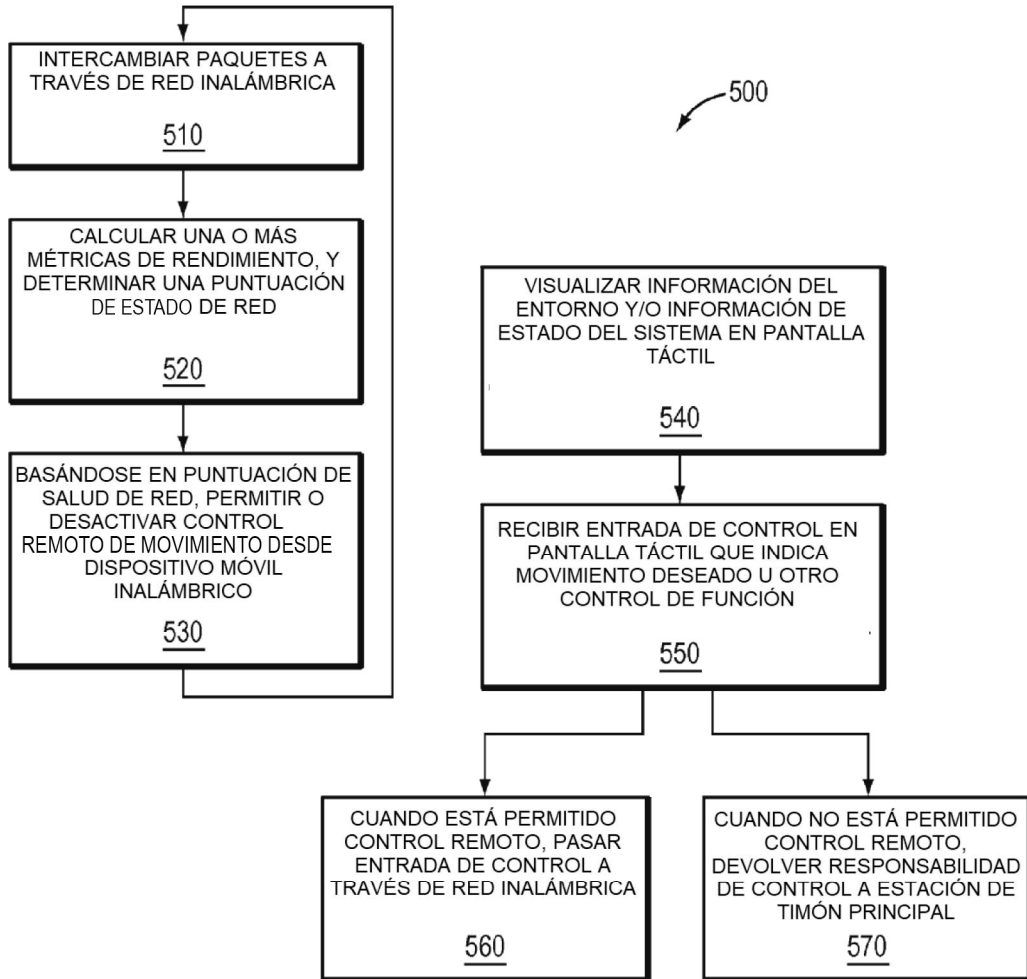 INTERCAMBIAR PAQUETES A
TRAVÉS DE RED INALÁMBRICA
510
500
CALCULAR UNA O MÁS
MÉTRICAS DE RENDIMIENTO, Y
DETERMINAR UNA PUNTUACIÓN
DE ESTADO DE RED
520
BASÁNDOSE EN PUNTUACIÓN DE
SALUD DE RED, PERMITIR O
DESACTIVAR CONTROL
REMOTO DE MOVIMIENTO DESDE
DISPOSITIVO MÓVIL
INALÁMBRICO
530
VISUALIZAR INFORMACIÓN DEL
ENTORNO Y/O INFORMACIÓN DE
ESTADO DEL SISTEMA EN PANTALLA
TÁCTIL
540
RECIBIR ENTRADA DE CONTROL EN
PANTALLA TÁCTIL QUE INDICA
MOVIMIENTO DESEADO U OTRO
CONTROL DE FUNCIÓN
550
CUANDO ESTÁ PERMITIDO
CONTROL REMOTO, PASAR
ENTRADA DE CONTROL A
TRAVÉS DE RED INALÁMBRICA
560
CUANDO NO ESTÁ PERMITIDO
CONTROL REMOTO,
DEVOLVER RESPONSABILIDAD
DE CONTROL A ESTACIÓN DE
TIMÓN PRINCIPAL
570